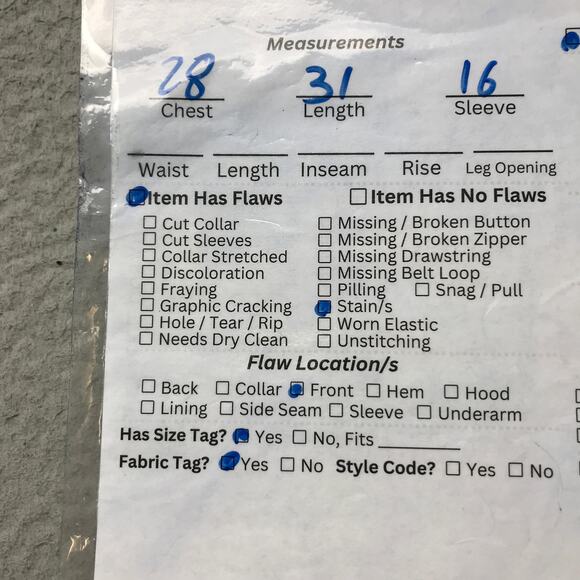 Measurements
28 31 16
Chest Length Sleeve
Waist Length Inseam Rise Leg Opening
Item Has Flaws Item Has No Flaws
Cut Collar Missing / Broken Button
Cut Sleeves Missing / Broken Zipper
Collar Stretched Missing Drawstring
Discoloration Missing Belt Loop
Fraying Pilling Snag / Pull
Graphic Cracking Stain/s
Hole / Tear / Rip Worn Elastic
Needs Dry Clean Unstitching
Flaw Location/s
Back Collar Front Hem Hood
Lining Side Seam Sleeve Underarm
Has Size Tag? Yes No, Fits
Fabric Tag? Yes No Style Code? Yes No